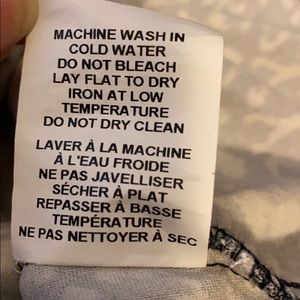 MACHINE WASH IN
COLD WATER
DO NOT BLEACH
LAY FLAT TO DRY
IRON AT LOW
TEMPERATURE
DO NOT DRY CLEAN
LAVER À LA MACHINE
À L'EAU FROIDE
NE PAS JAVELLISER
SÉCHER À PLAT
REPASSER À BASSE
TEMPÉRATURE
NE PAS NETTOYER À SEC